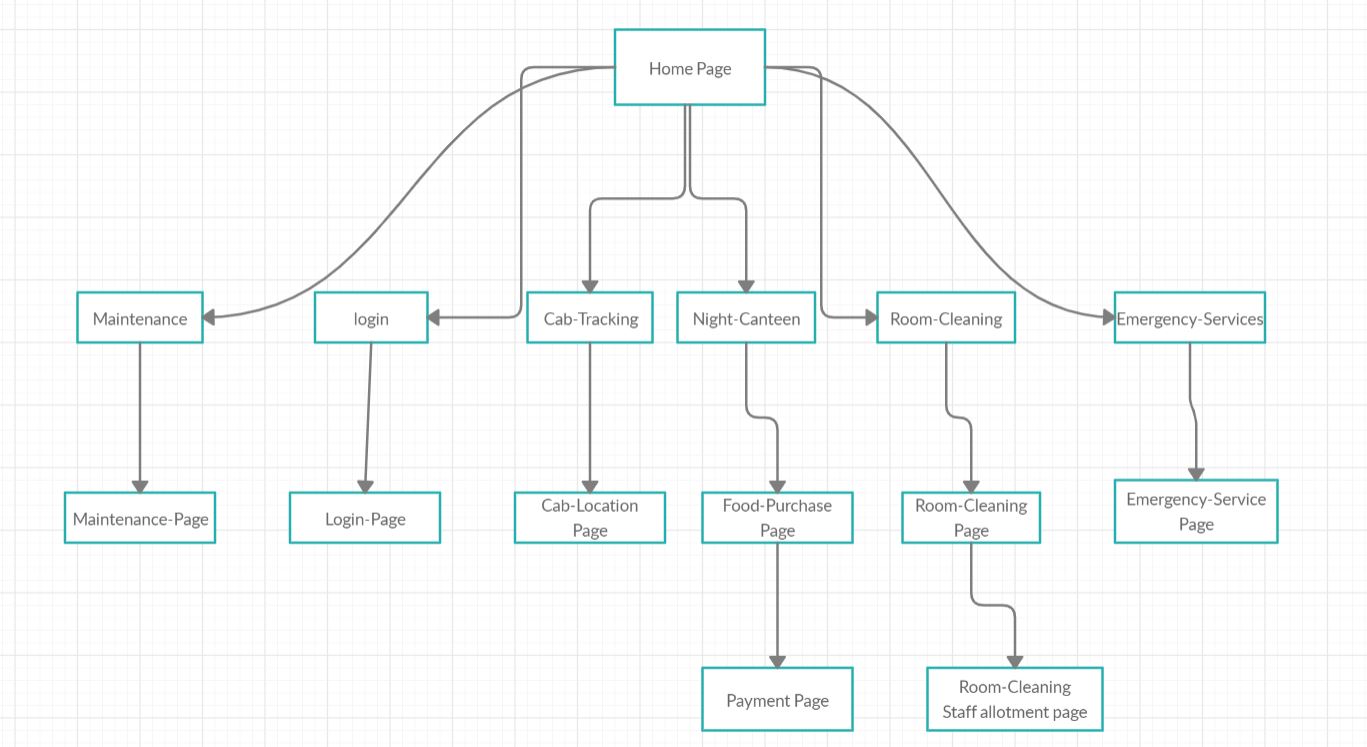 Home Page
Maintenance
login
Cab-Tracking
Night-Canteen
Room-Cleaning
Emergency-Services
Maintenance-Page
Login-Page
Cab-Location
Page
Food-Purchase
Page
Room-Cleaning
Page
Emergency-Service
Page
Payment Page
Room-Cleaning
Staff allotment page